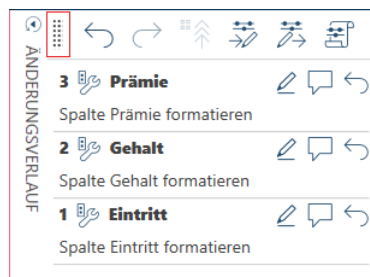 ÄNDERUNGSVERLAUF
3 Prämie
Spalte Prämie formatieren
2 Gehalt
Spalte Gehalt formatieren
1 Eintritt
Spalte Eintritt formatieren